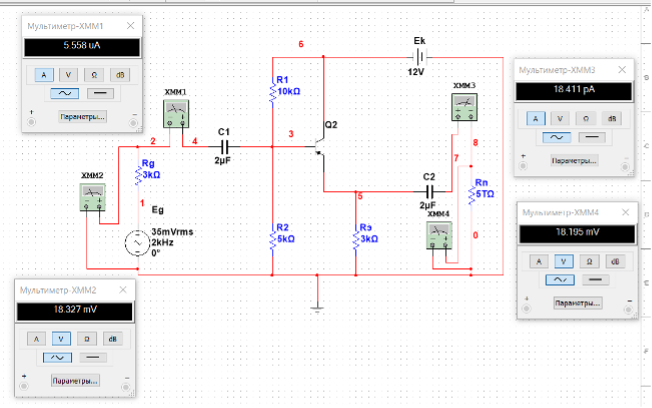 Мультиметр-XMM1
5.558 uA
A V Ω dB
Параметры...
+ −
XMM1
2 4
C1
2µF
6
R1
10kΩ
3
Q2
Ek
12V
XMM3
8
7
Мультиметр-XMM3
18.411 pA
A V Ω dB
Параметры...
+ −
Rg
3kΩ
XMM2
1
Eg
35mVrms
2kHz
0°
R2
5kΩ
5
Rэ
3kΩ
C2
2µF
XMM4
Rn
5TΩ
0
Мультиметр-XMM4
18.195 mV
A V Ω dB
Параметры...
+ −
Мультиметр-XMM2
18.327 mV
A V Ω dB
Параметры...
+ −